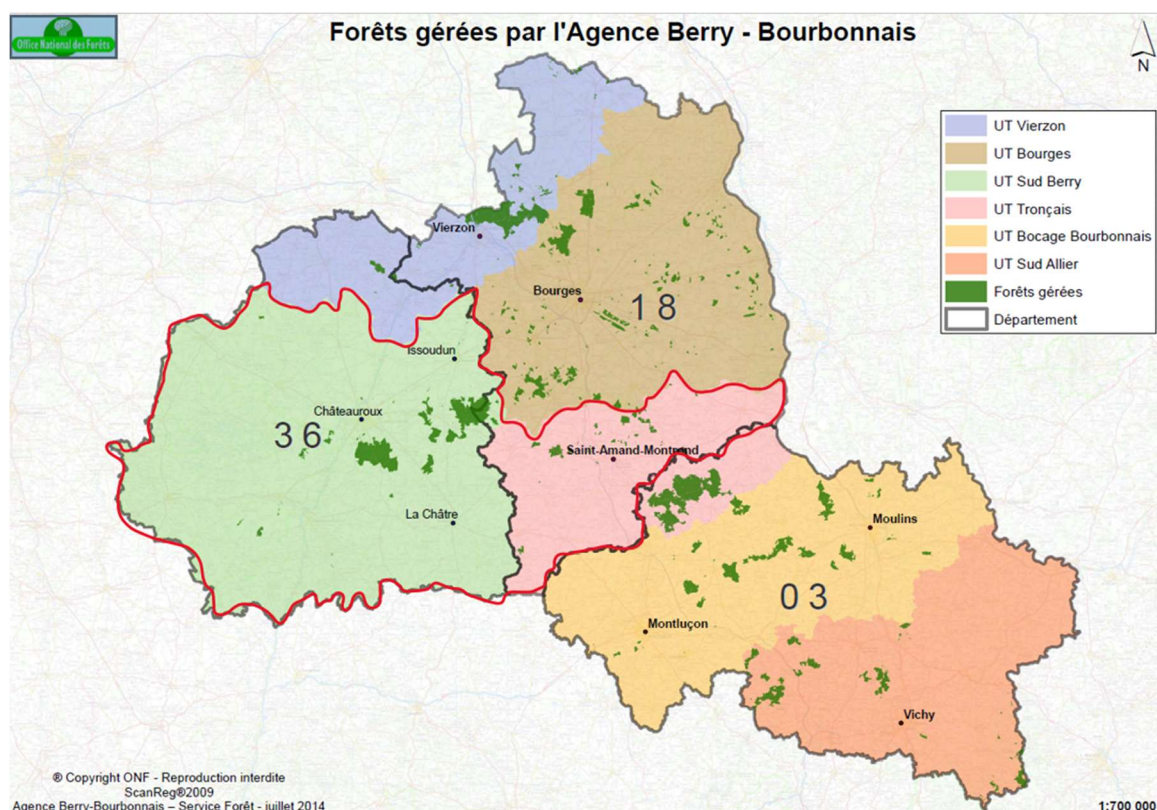 Office National des Forêts
Forêts gérées par l'Agence Berry - Bourbonnais
N
UT Vierzon
UT Bourges
UT Sud Berry
UT Tronçais
UT Bocage Bourbonnais
UT Sud Allier
Forêts gérées
Département
Vierzon
Bourges
18
Issoudun
Châteauroux
36
Saint-Amand-Montrond
La Châtre
Moulins
03
Montluçon
Vichy
® Copyright ONF - Reproduction interdite
ScanReg®2009
Agence Berry-Bourbonnais – Service Forêt - juillet 2014
1:700 000